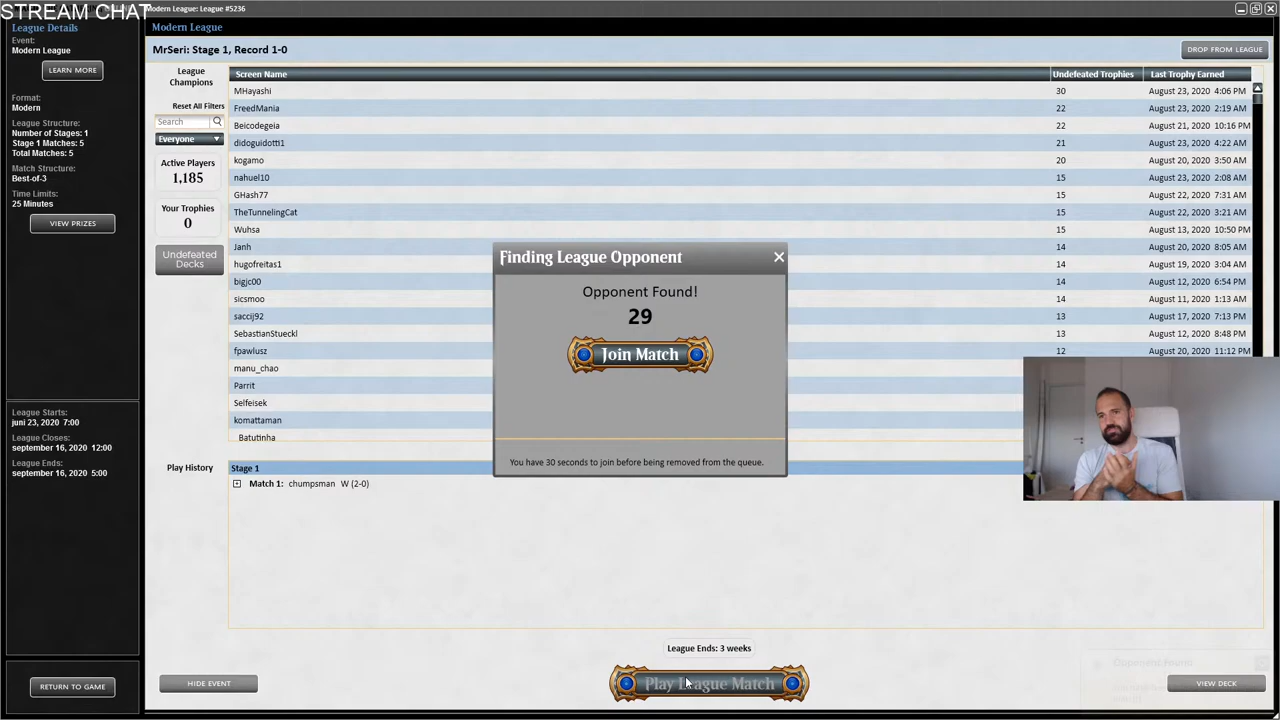 STREAM CHAT
Modern League: League #5236
League Details
Event:
Modern League
LEARN MORE
Format:
Modern
League Structure:
Number of Stages: 1
Stage 1 Matches: 5
Total Matches: 5
Match Structure:
Best-of-3
Time Limits:
25 Minutes
VIEW PRIZES
League Starts:
juni 23, 2020 7:00
League Closes:
september 16, 2020 12:00
League Ends:
september 16, 2020 5:00
RETURN TO GAME
Modern League
MrSeri: Stage 1, Record 1-0
DROP FROM LEAGUE
League
Champions
Reset All Filters
Search
Everyone
Active Players
1,185
Your Trophies
0
Undefeated
Decks
Screen Name Undefeated Trophies Last Trophy Earned
MHayashi 30 August 23, 2020 4:06 PM
FreedMania 22 August 23, 2020 2:19 AM
Beicodegeia 22 August 21, 2020 10:16 PM
didoguidotti1 21 August 23, 2020 4:22 AM
kogamo 20 August 20, 2020 3:50 AM
nahuel10 15 August 23, 2020 2:08 AM
GHash77 15 August 22, 2020 7:31 AM
TheTunnelingCat 15 August 22, 2020 3:21 AM
Wuhsa 15 August 13, 2020 10:50 PM
Janh 14 August 20, 2020 8:05 AM
hugofreitas1 14 August 19, 2020 3:04 AM
bigjc00 14 August 12, 2020 6:54 PM
sicsmoo 14 August 11, 2020 1:13 AM
saccij92 13 August 17, 2020 7:13 PM
SebastianStueckl 13 August 12, 2020 8:48 PM
fpawlusz 12 August 20, 2020 11:12 PM
manu_chao
Parrit
Selfeisek
komattaman
Batutinha
Finding League Opponent
Opponent Found!
29
Join Match
You have 30 seconds to join before being removed from the queue.
Play History
Stage 1
Match 1: chumpsman W (2-0)
League Ends: 3 weeks
HIDE EVENT
Play League Match
Opponent Found
VIEW DECK